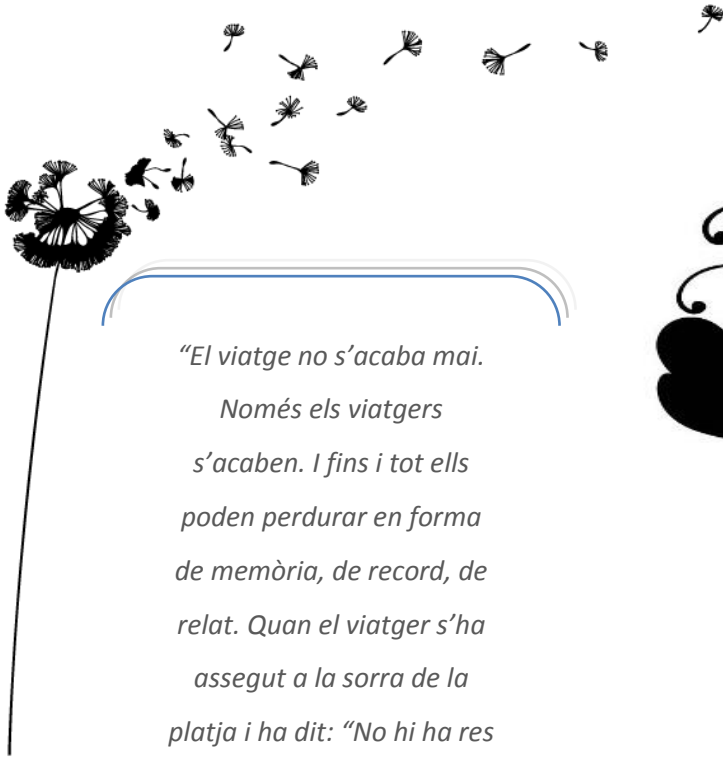 “El viatge no s’acaba mai.
Només els viatgers
s’acaben. I fins i tot ells
poden perdurar en forma
de memòria, de record, de
relat. Quan el viatger s’ha
assegut a la sorra de la
platja i ha dit: “No hi ha res